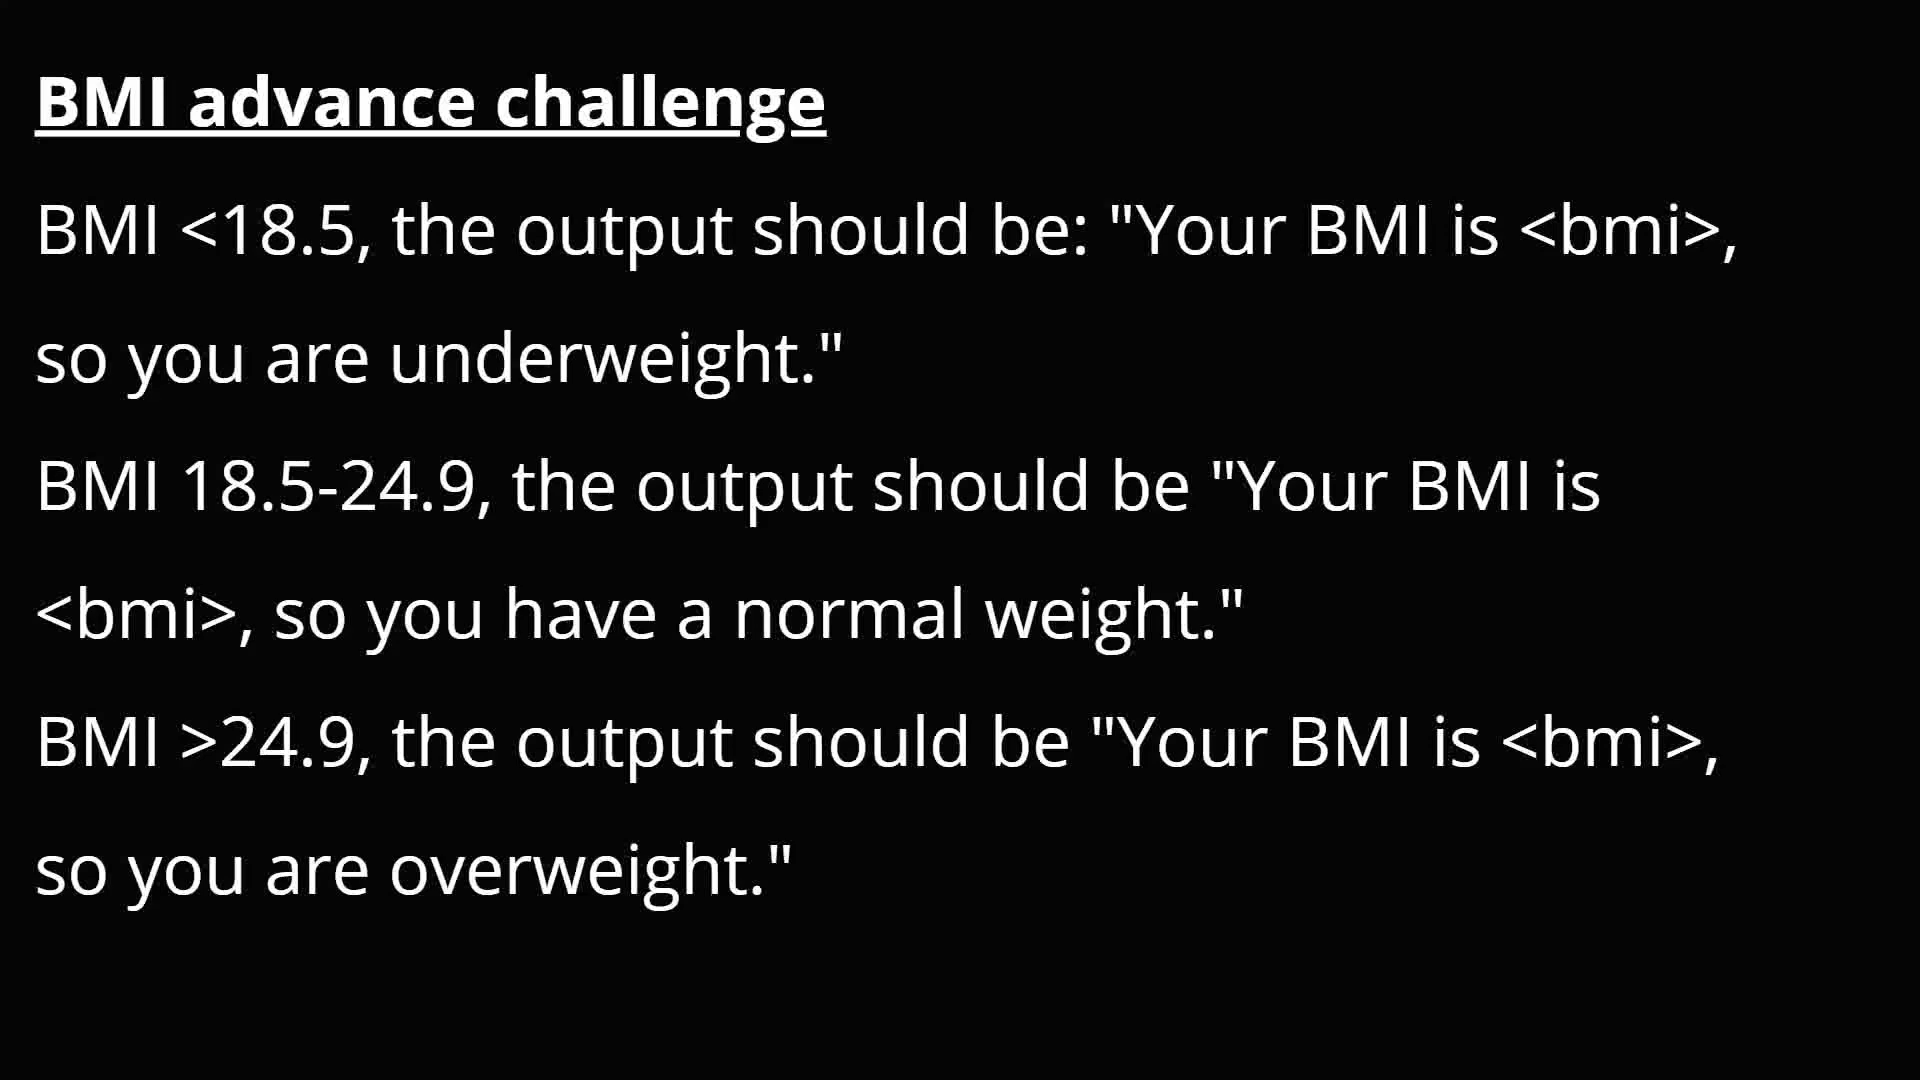 BMI advance challenge
BMI <18.5, the output should be: "Your BMI is <bmi>,
so you are underweight."
BMI 18.5-24.9, the output should be "Your BMI is
<bmi>, so you have a normal weight."
BMI >24.9, the output should be "Your BMI is <bmi>,
so you are overweight."